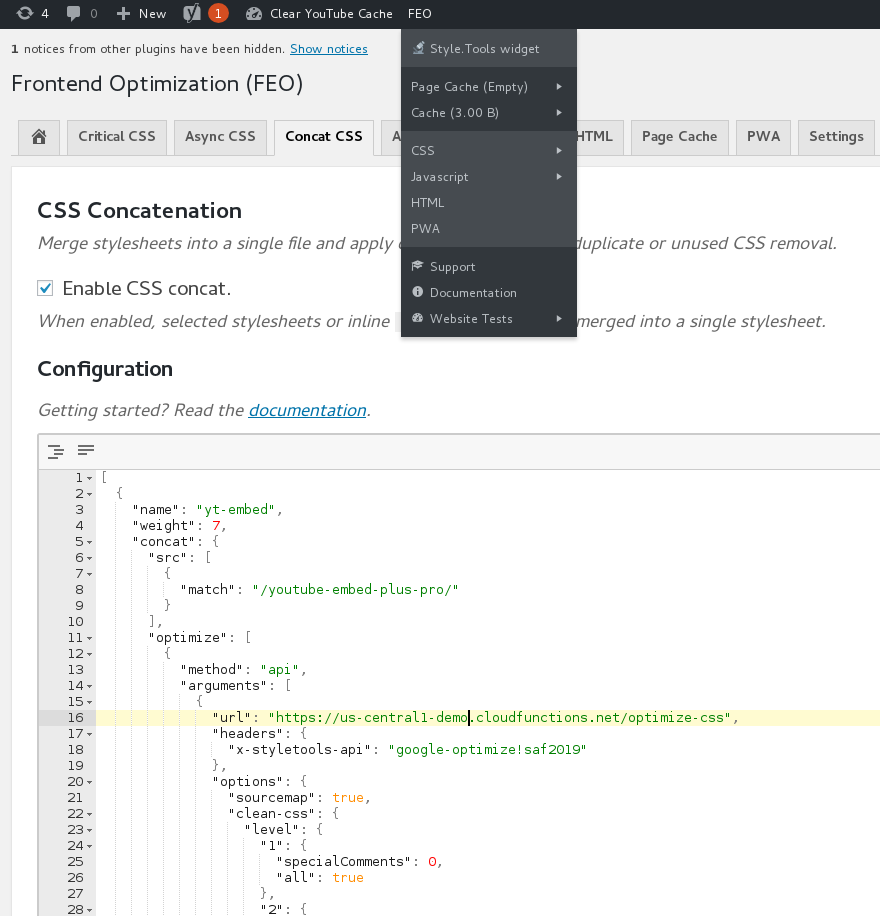 4 0 New 1 Clear YouTube Cache FEO
1 notices from other plugins have been hidden. Show notices
Style.Tools widget
Frontend Optimization (FEO)
Page Cache (Empty)
Cache (3.00 B)
Critical CSS Async CSS Concat CSS A HTML Page Cache PWA Settings
CSS
Javascript
HTML
PWA
CSS Concatenation
Merge stylesheets into a single file and apply duplicate or unused CSS removal.
Support
Documentation
Website Tests
Enable CSS concat.
When enabled, selected stylesheets or inline merged into a single stylesheet.
Configuration
Getting started? Read the documentation.
1 [
2 {
3 "name": "yt-embed",
4 "weight": 7,
5 "concat": {
6 "src": [
7 {
8 "match": "/youtube-embed-plus-pro/"
9 }
10 ],
11 "optimize": [
12 {
13 "method": "api",
14 "arguments": [
15 {
16 "url": "https://us-central1-demo.cloudfunctions.net/optimize-css",
17 "headers": {
18 "x-styletools-api": "google-optimize!saf2019"
19 },
20 "options": {
21 "sourcemap": true,
22 "clean-css": {
23 "level": {
24 "1": {
25 "specialComments": 0,
26 "all": true
27 },
28 "2": {